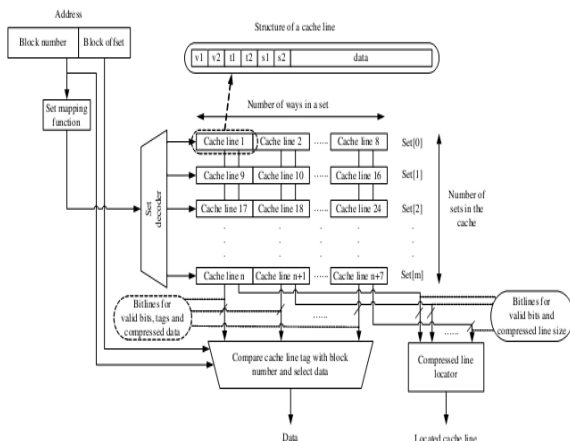 Address
Block number Block offset
Structure of a cache line
v1 v2 t1 t2 s1 s2 data
Set mapping
function
Number of ways in a set
Cache line 1 Cache line 2 ...... Cache line 8 Set[0]
Cache line 9 Cache line 10 ...... Cache line 16 Set[1]
Cache line 17 Cache line 18 ...... Cache line 24 Set[2]
Cache line n Cache line n+1 ...... Cache line n+7 Set[m]
Set
decoder
Number of
sets in the
cache
Bitlines for
valid bits, tags and
compressed data
......
......
Bitlines for
valid bits and
compressed line size
Compare cache line tag with block
number and select data
Compressed line
locator
Data
Located cache line